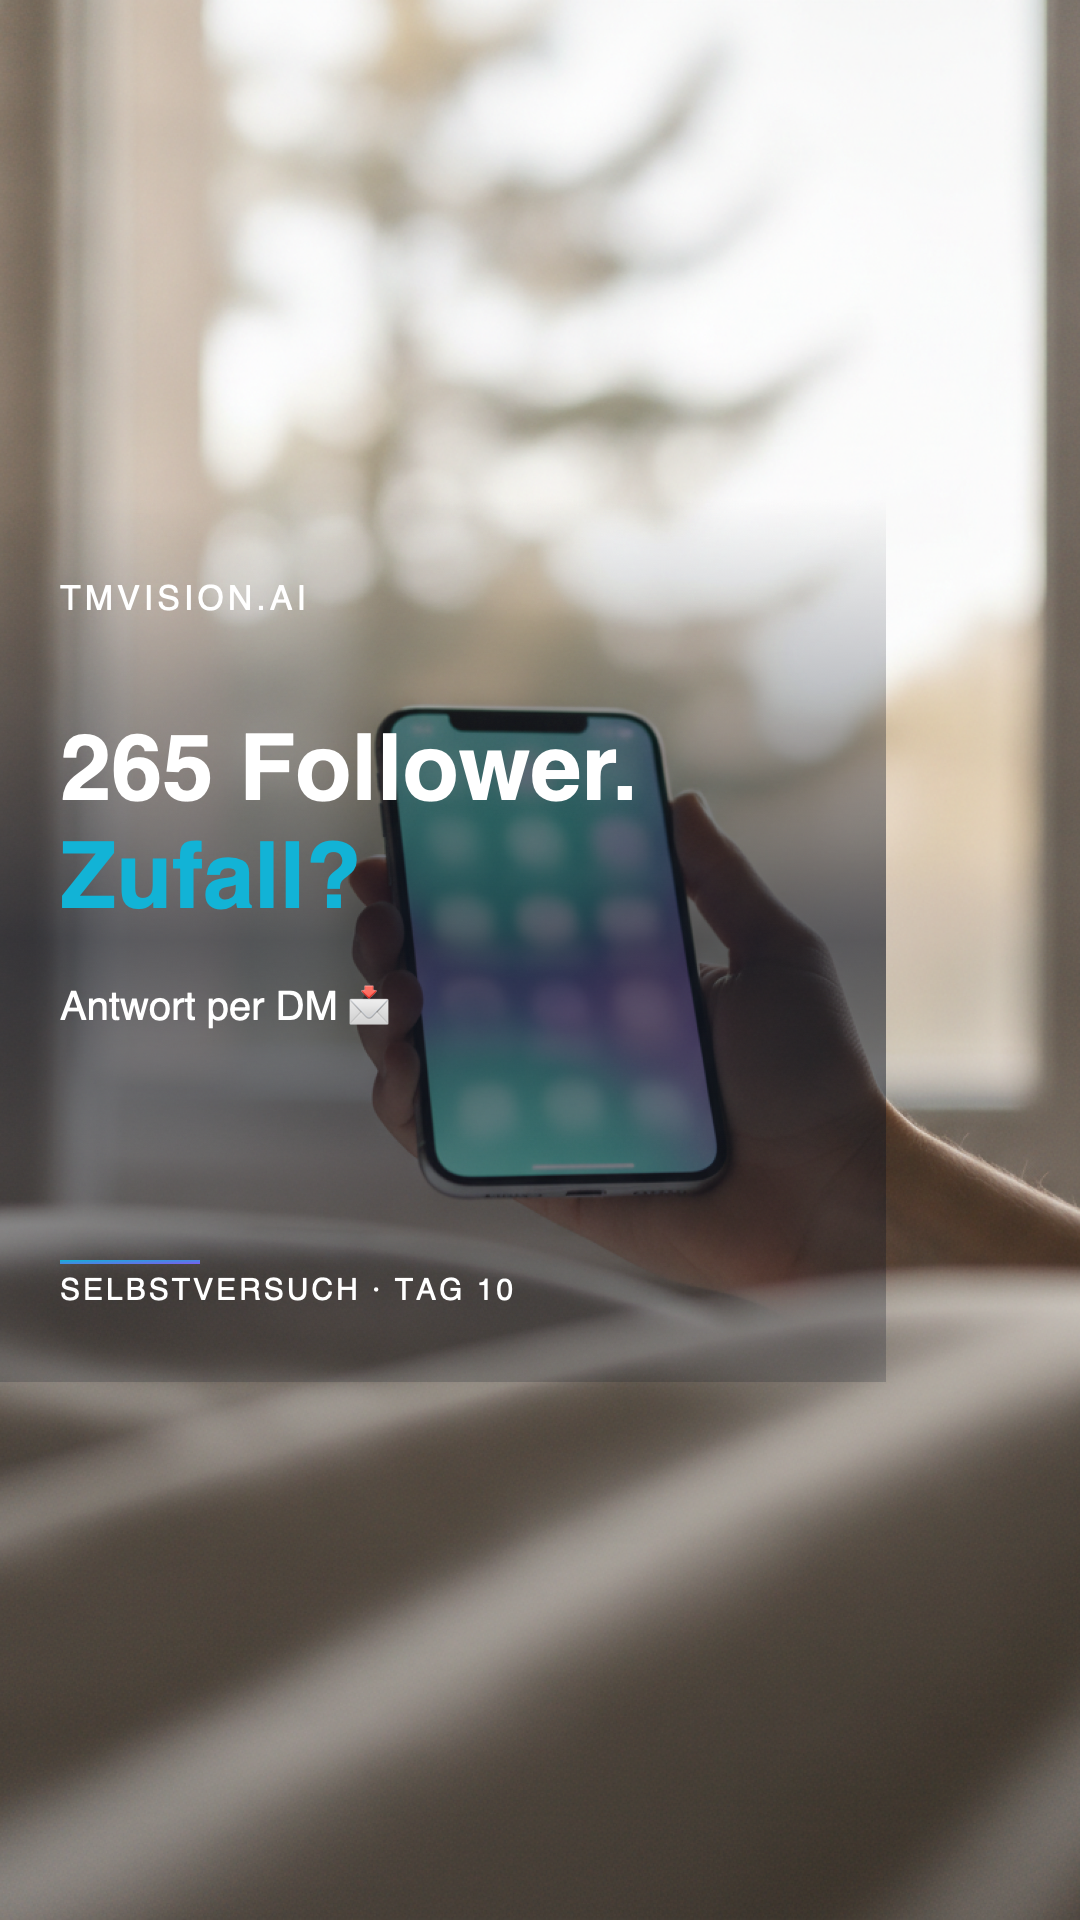 TMVISION.AI
265 Follower.
Zufall?
Antwort per DM 📩
SELBSTVERSUCH · TAG 10